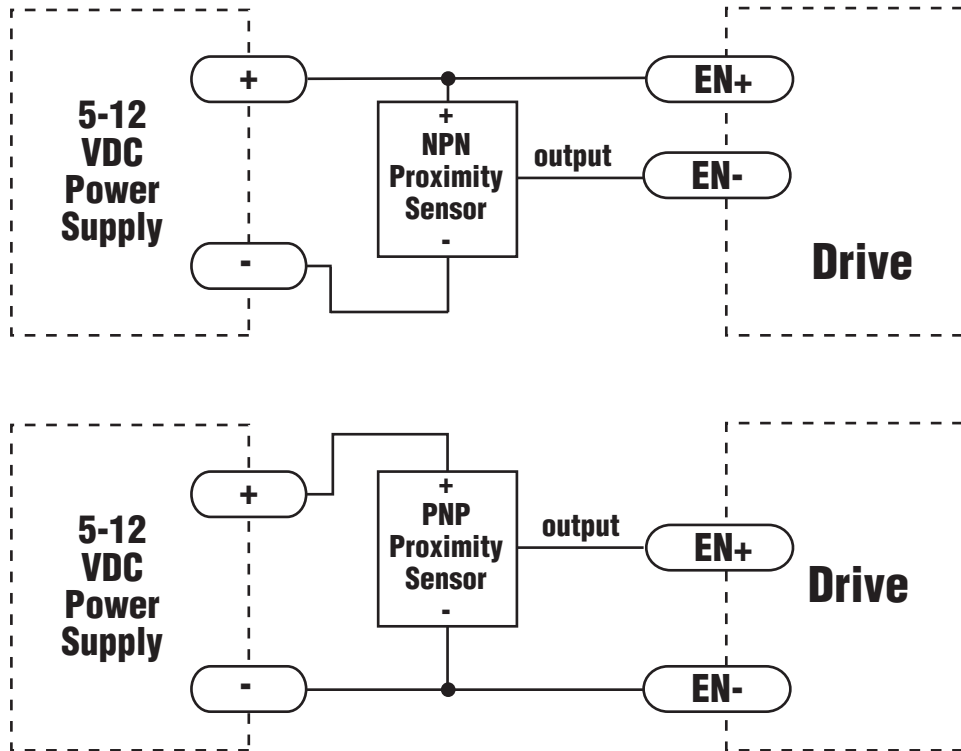 +
EN+
5-12
VDC
Power
Supply
+
NPN
Proximity
Sensor
-
output
EN-
-
Drive
+
5-12
VDC
Power
Supply
+
PNP
Proximity
Sensor
-
output
EN+
Drive
-
EN-